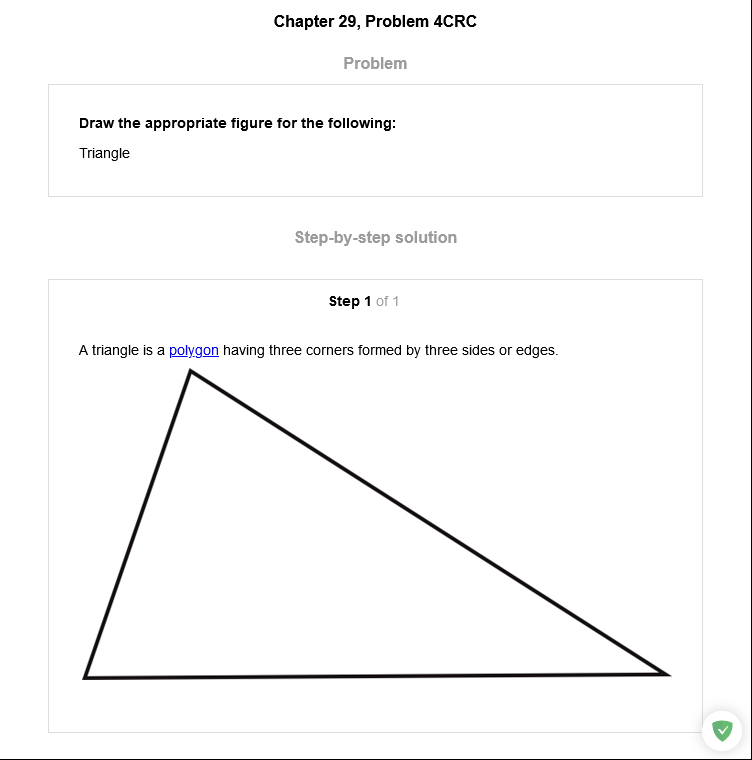 Chapter 29, Problem 4CRC
Problem
Draw the appropriate figure for the following:
Triangle
Step-by-step solution
Step 1 of 1
A triangle is a polygon having three corners formed by three sides or edges.